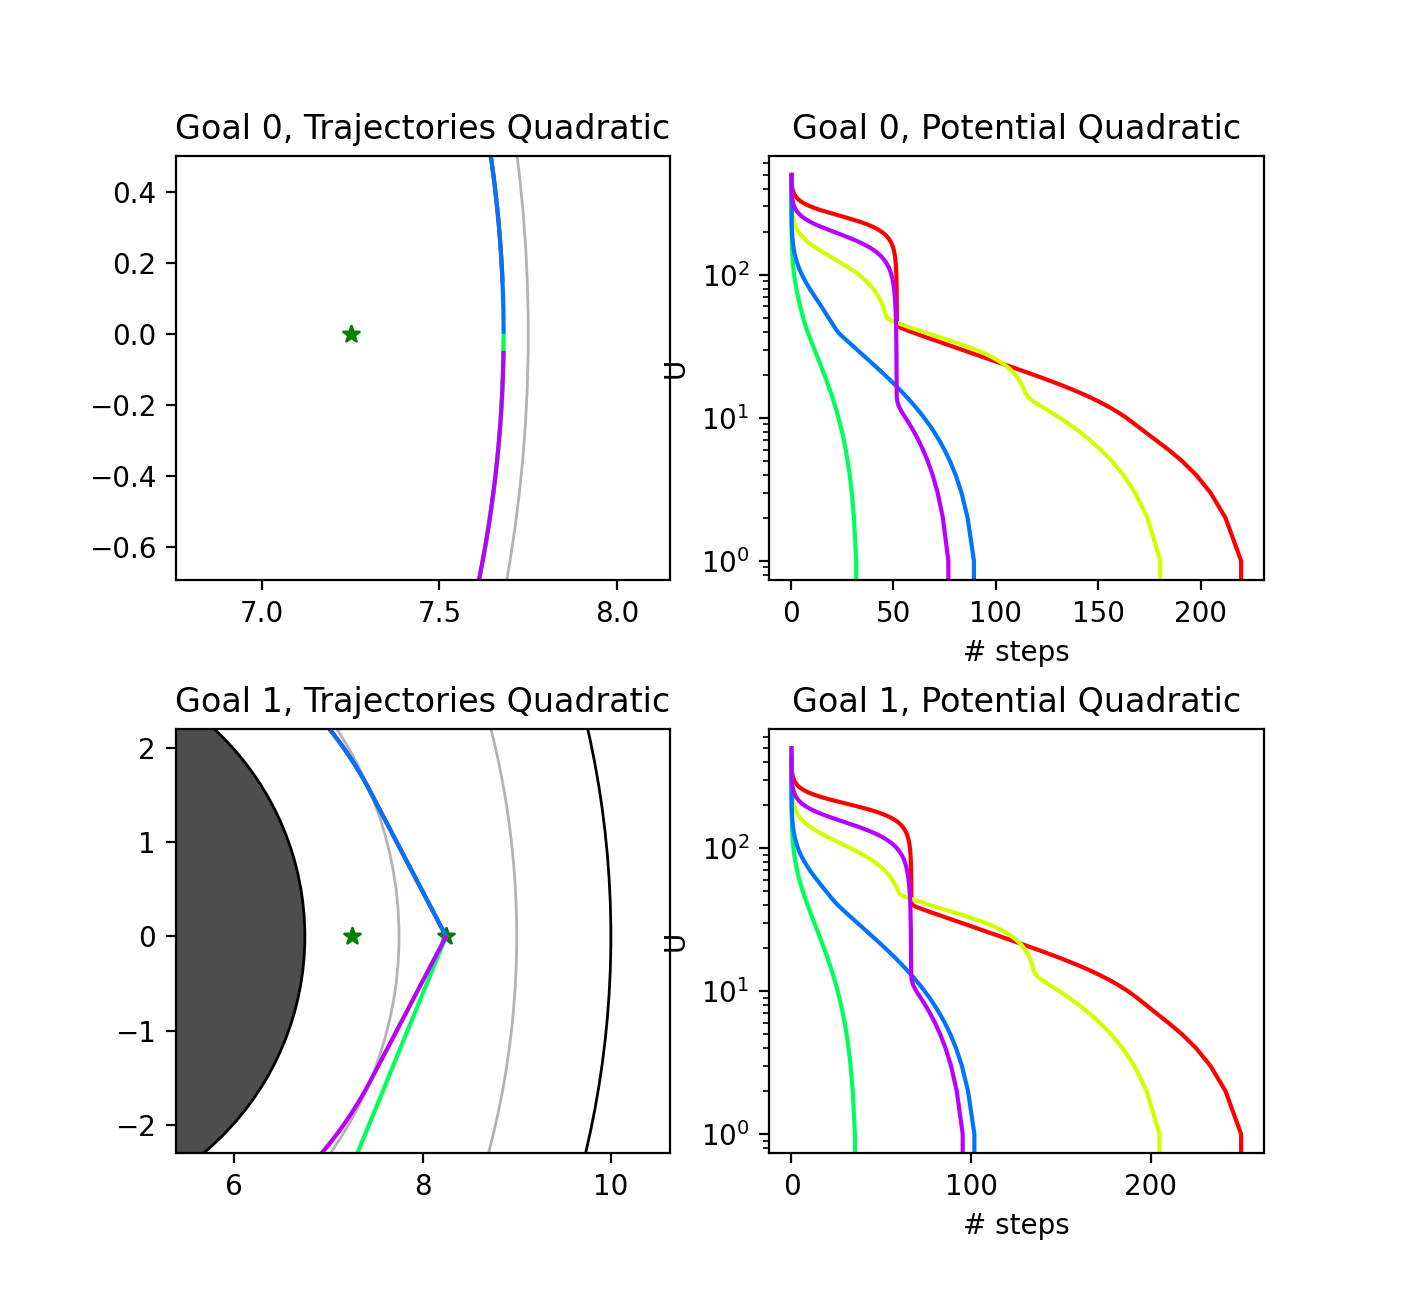 Goal 0, Trajectories Quadratic
0.4
0.2
0.0
−0.2
−0.4
−0.6
7.0 7.5 8.0
Goal 0, Potential Quadratic
U
10²
10¹
10⁰
0 50 100 150 200
# steps
Goal 1, Trajectories Quadratic
2
1
0
−1
−2
6 8 10
Goal 1, Potential Quadratic
U
10²
10¹
10⁰
0 100 200
# steps